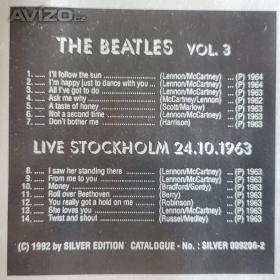 AVIZO.cz
THE BEATLES VOL. 3
1. ..... I'll follow the sun ............ (Lennon/McCartney) ... (P) 1964
2. ..... I'm happy just to dance with you ... (Lennon/McCartney) ... (P) 1964
3. ..... All I've got to do ............ (Lennon/McCartney) ... (P) 1963
4. ..... Ask me why ............ (McCartney/Lennon) ... (P) 1962
5. ..... A taste of honey ............ (Scott/Marlow) ... (P) 1963
6. ..... Not a second time ............ (Lennon/McCartney) ... (P) 1963
7. ..... Don't bother me ............ (Harrison) ... (P) 1963
LIVE STOCKHOLM 24.10.1963
8. ..... I saw her standing there ....... (Lennon/McCartney) ... (P) 1963
9. ..... From me to you ............ (Lennon/McCartney) ... (P) 1963
10. ..... Money ............ (Bradford/Gordy) ... (P) 1963
11. ..... Roll over Beethoven ............ (Berry) ... (P) 1963
12. ..... You really got a hold on me ... (Robinson) ... (P) 1963
13. ..... She loves you ............ (Lennon/McCartney) ... (P) 1963
14. ..... Twist and shout ............ (Russel/Medley) ... (P) 1963
(C) 1992 by SILVER EDITION CATALOGUE - No. : SILVER 009206-2